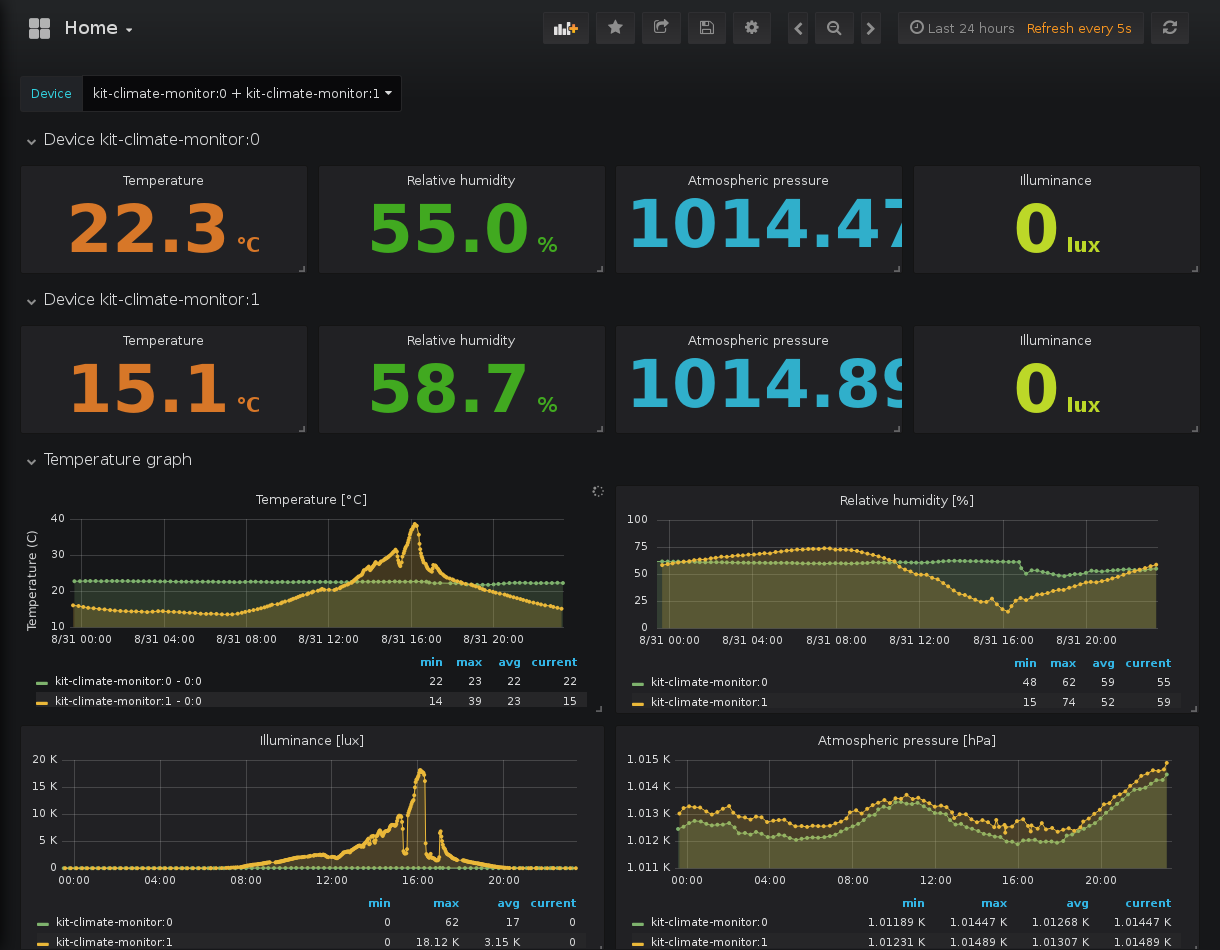 Home
Last 24 hours Refresh every 5s
Device kit-climate-monitor:0 + kit-climate-monitor:1
Device kit-climate-monitor:0
Temperature Relative humidity Atmospheric pressure Illuminance
22.3 °C 55.0 % 1014.47 0 lux
Device kit-climate-monitor:1
Temperature Relative humidity Atmospheric pressure Illuminance
15.1 °C 58.7 % 1014.89 0 lux
Temperature graph
Temperature [°C]
Temperature (C)
40
30
20
10
8/31 00:00 8/31 04:00 8/31 08:00 8/31 12:00 8/31 16:00 8/31 20:00
min max avg current
kit-climate-monitor:0 - 0:0 22 23 22 22
kit-climate-monitor:1 - 0:0 14 39 23 15
Relative humidity [%]
100
75
50
25
0
8/31 00:00 8/31 04:00 8/31 08:00 8/31 12:00 8/31 16:00 8/31 20:00
min max avg current
kit-climate-monitor:0 48 62 59 55
kit-climate-monitor:1 15 74 52 59
Illuminance [lux]
20 K
15 K
10 K
5 K
0
00:00 04:00 08:00 12:00 16:00 20:00
min max avg current
kit-climate-monitor:0 0 62 17 0
kit-climate-monitor:1 0 18.12 K 3.15 K 0
Atmospheric pressure [hPa]
1.015 K
1.014 K
1.013 K
1.012 K
1.011 K
00:00 04:00 08:00 12:00 16:00 20:00
min max avg current
kit-climate-monitor:0 1.01189 K 1.01447 K 1.01268 K 1.01447 K
kit-climate-monitor:1 1.01231 K 1.01489 K 1.01307 K 1.01489 K